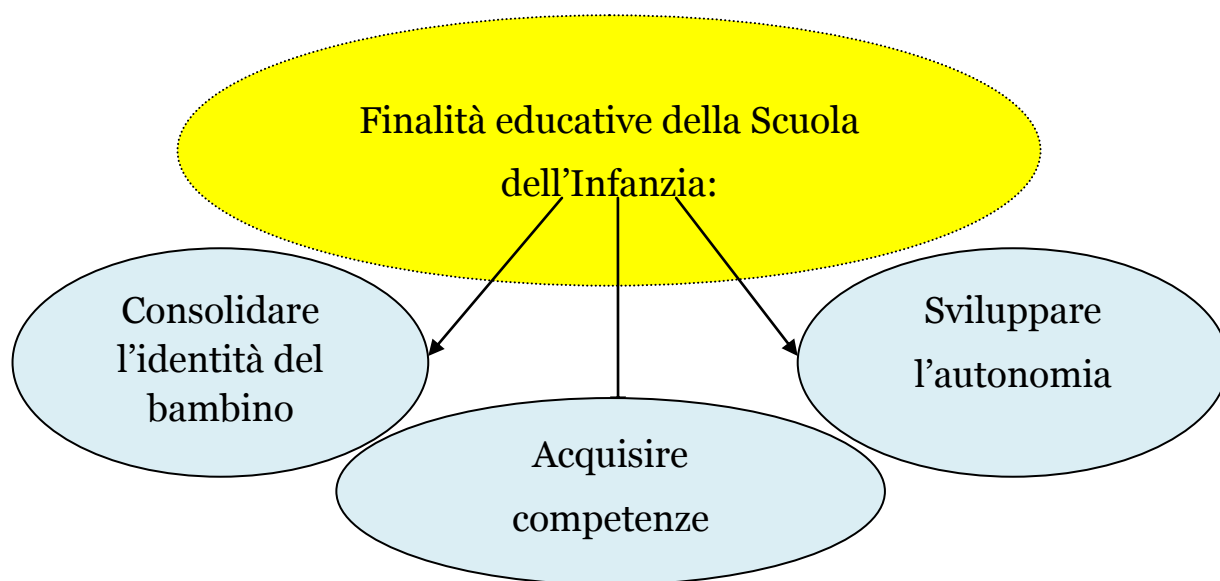 Finalità educative della Scuola
dell’Infanzia:
Consolidare
l’identità del
bambino
Acquisire
competenze
Sviluppare
l’autonomia